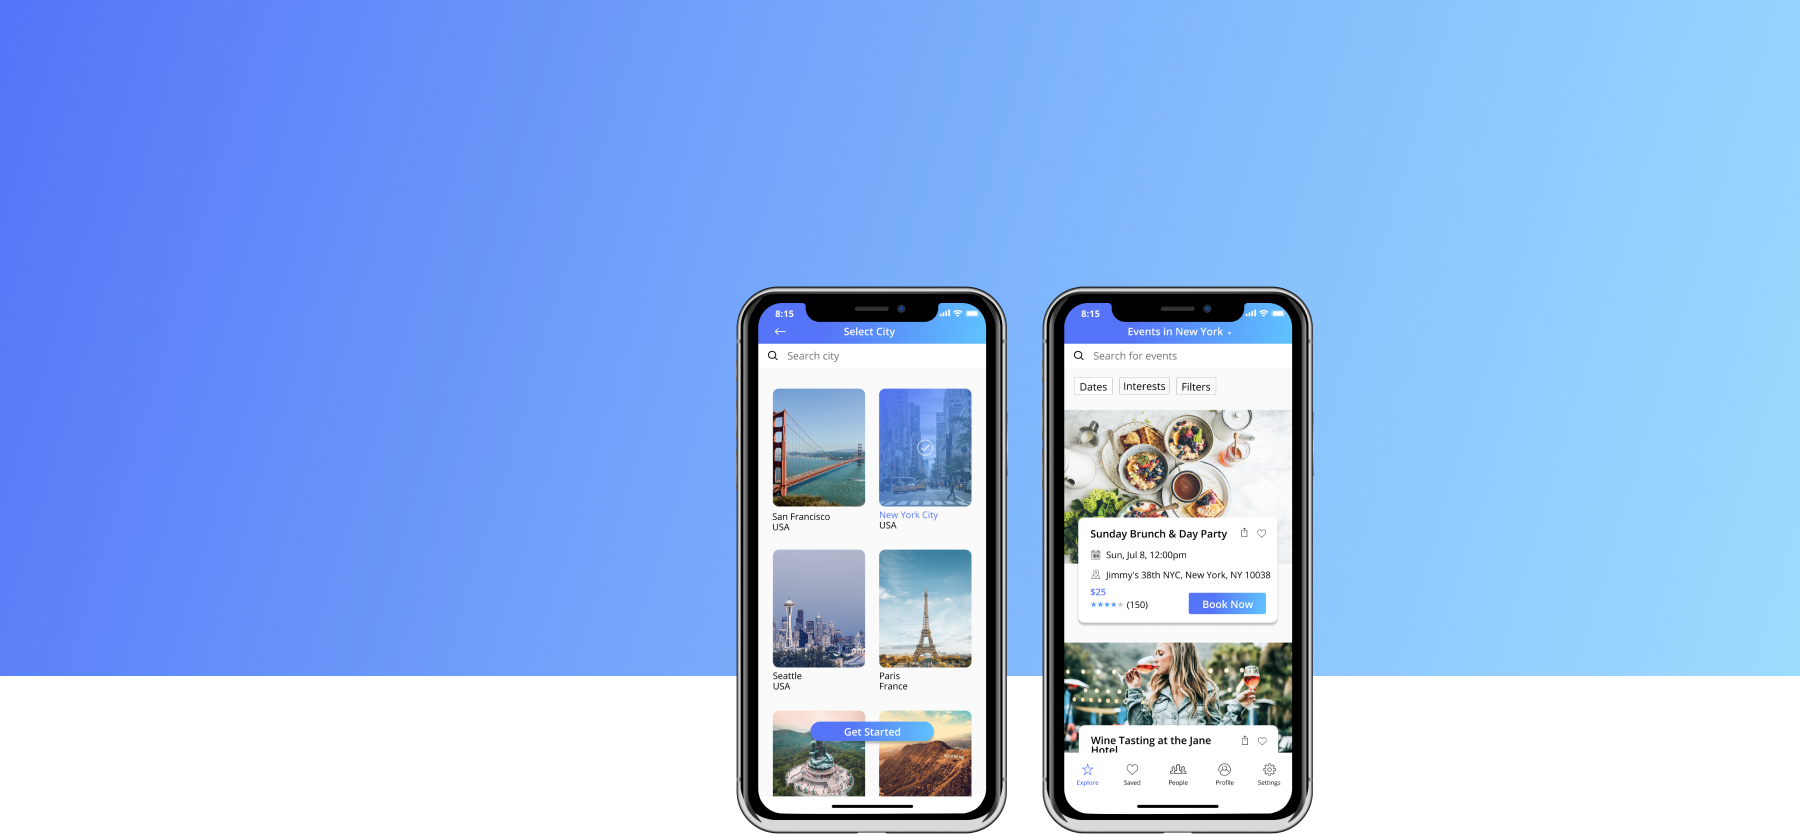 8:15
Select City
Search city
San Francisco
USA
New York City
USA
Seattle
USA
Paris
France
Get Started
8:15
Events in New York
Search for events
Dates
Interests
Filters
Sunday Brunch & Day Party
Sun, Jul 8, 12:00pm
Jimmy's 38th NYC, New York, NY 10038
$25
(150)
Book Now
Wine Tasting at the Jane
Hotel
Explore
Saved
People
Profile
Settings